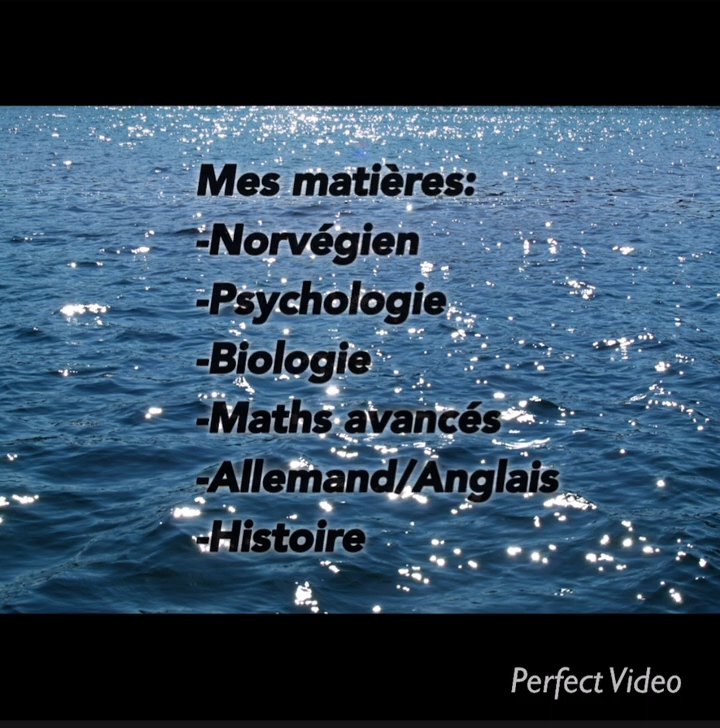 Mes matières:
-Norvégien
-Psychologie
-Biologie
-Maths avancés
-Allemand/Anglais
-Histoire
Perfect Video